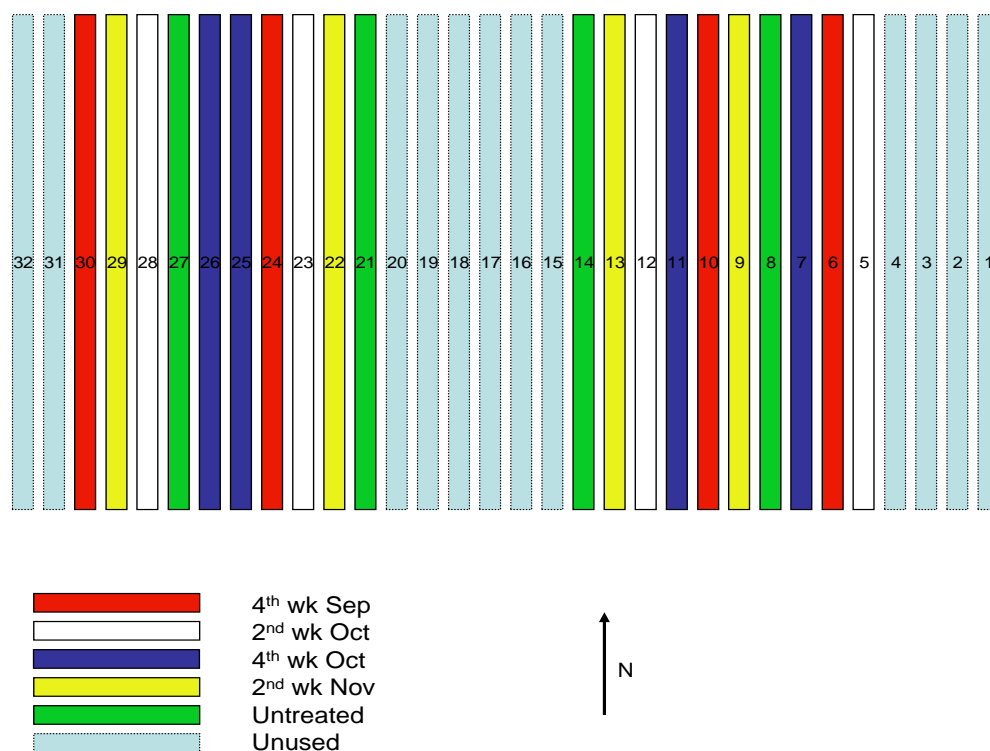 32 31 30 29 28 27 26 25 24 23 22 21 20 19 18 17 16 15 14 13 12 11 10 9 8 7 6 5 4 3 2 1
4th wk Sep
2nd wk Oct
4th wk Oct
2nd wk Nov
Untreated
Unused
N